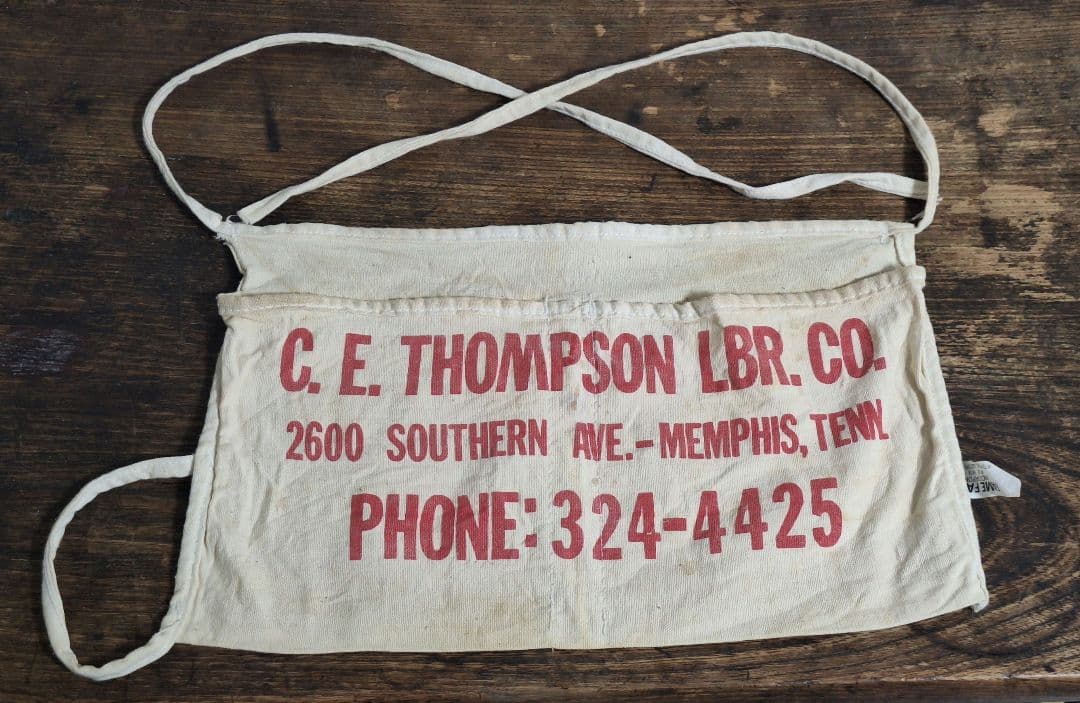 C. E. THOMPSON LBR. CO.
2600 SOUTHERN AVE.-MEMPHIS, TENN.
PHONE: 324-4425